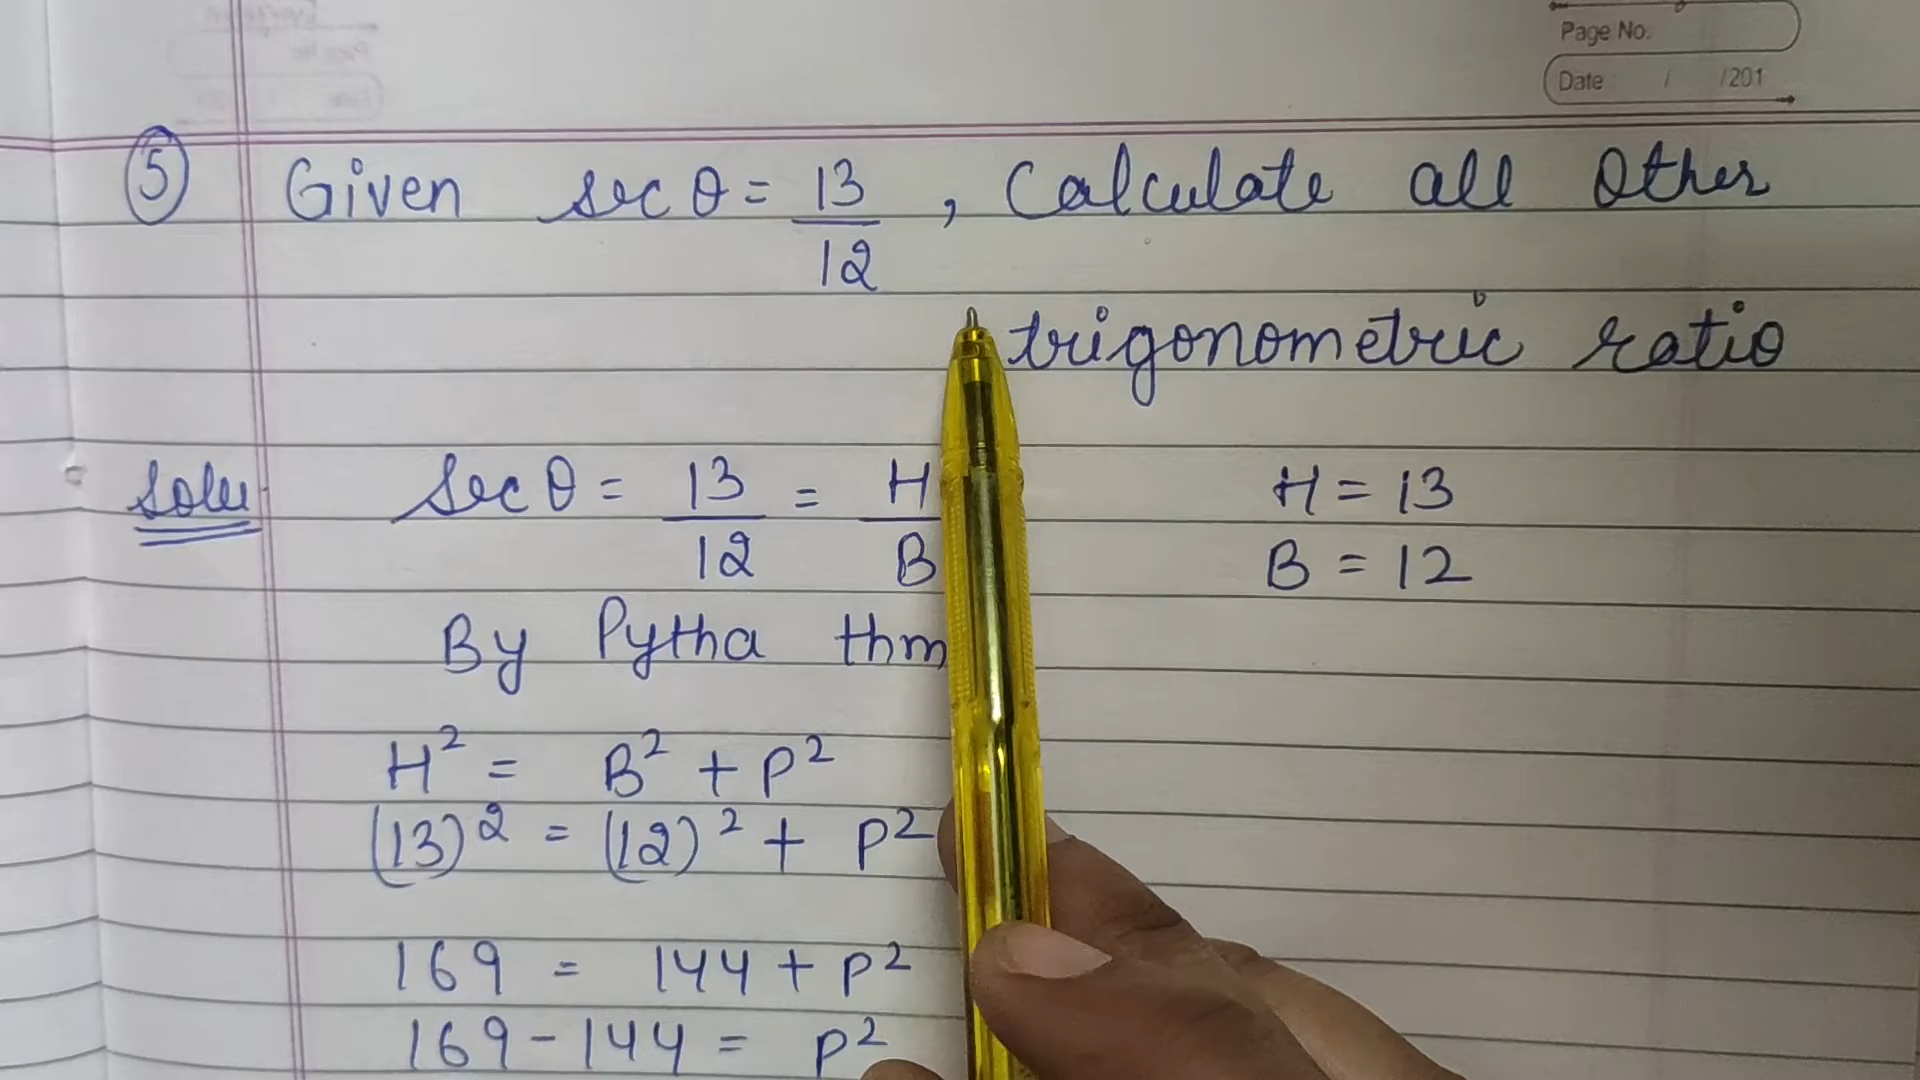 Page No.
Date / /201
5 Given sec θ = 13/12 , Calculate all other
trigonometric ratio
Solu sec θ = 13/12 = H/B H = 13
B = 12
By Pytha thm
H² = B² + P²
(13)² = (12)² + P²
169 = 144 + P²
169 - 144 = P²